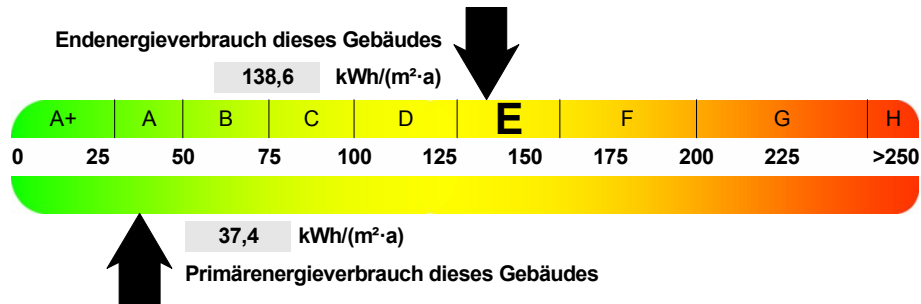 Endenergieverbrauch dieses Gebäudes
138,6 kWh/(m²·a)
A+ A B C D E F G H
0 25 50 75 100 125 150 175 200 225 >250
37,4 kWh/(m²·a)
Primärenergieverbrauch dieses Gebäudes